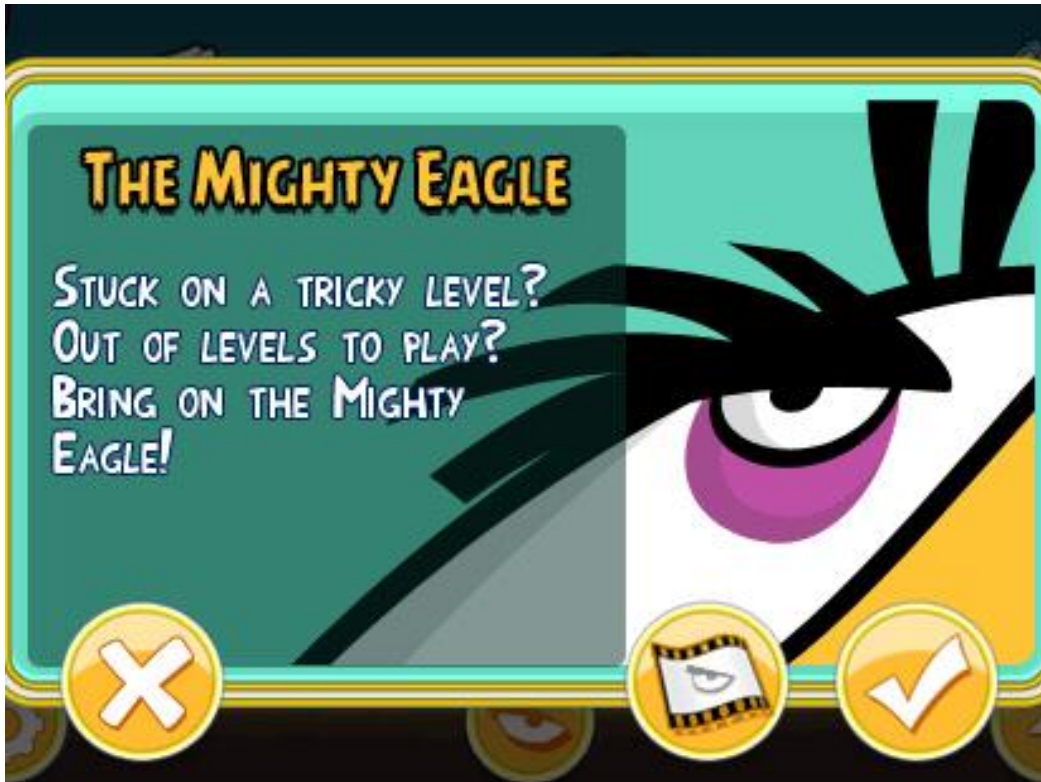 The Mighty Eagle
Stuck on a tricky level?
Out of levels to play?
Bring on the Mighty
Eagle!